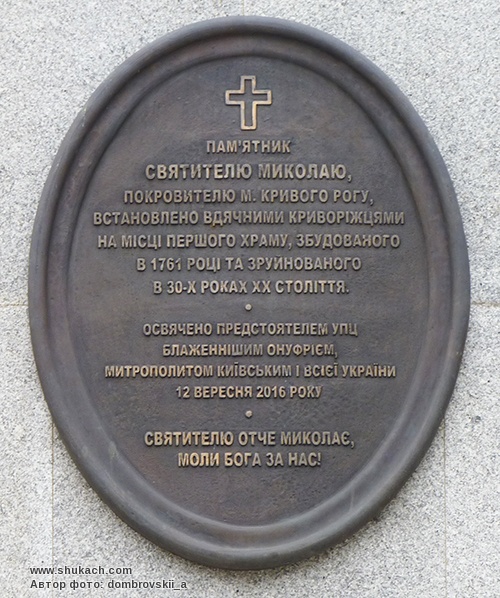 ПАМ'ЯТНИК
СВЯТИТЕЛЮ МИКОЛАЮ,
ПОКРОВИТЕЛЮ М. КРИВОГО РОГУ,
ВСТАНОВЛЕНО ВДЯЧНИМИ КРИВОРІЖЦЯМИ
НА МІСЦІ ПЕРШОГО ХРАМУ, ЗБУДОВАНОГО
В 1761 РОЦІ ТА ЗРУЙНОВАНОГО
В 30-Х РОКАХ ХХ СТОЛІТТЯ.
•
ОСВЯЧЕНО ПРЕДСТОЯТЕЛЕМ УПЦ
БЛАЖЕННІШИМ ОНУФРІЄМ,
МИТРОПОЛИТОМ КИЇВСЬКИМ І ВСІЄЇ УКРАЇНИ
12 ВЕРЕСНЯ 2016 РОКУ
•
СВЯТИТЕЛЮ ОТЧЕ МИКОЛАЄ,
МОЛИ БОГА ЗА НАС!
www.shukach.com
Автор фото: dombrovskii_a